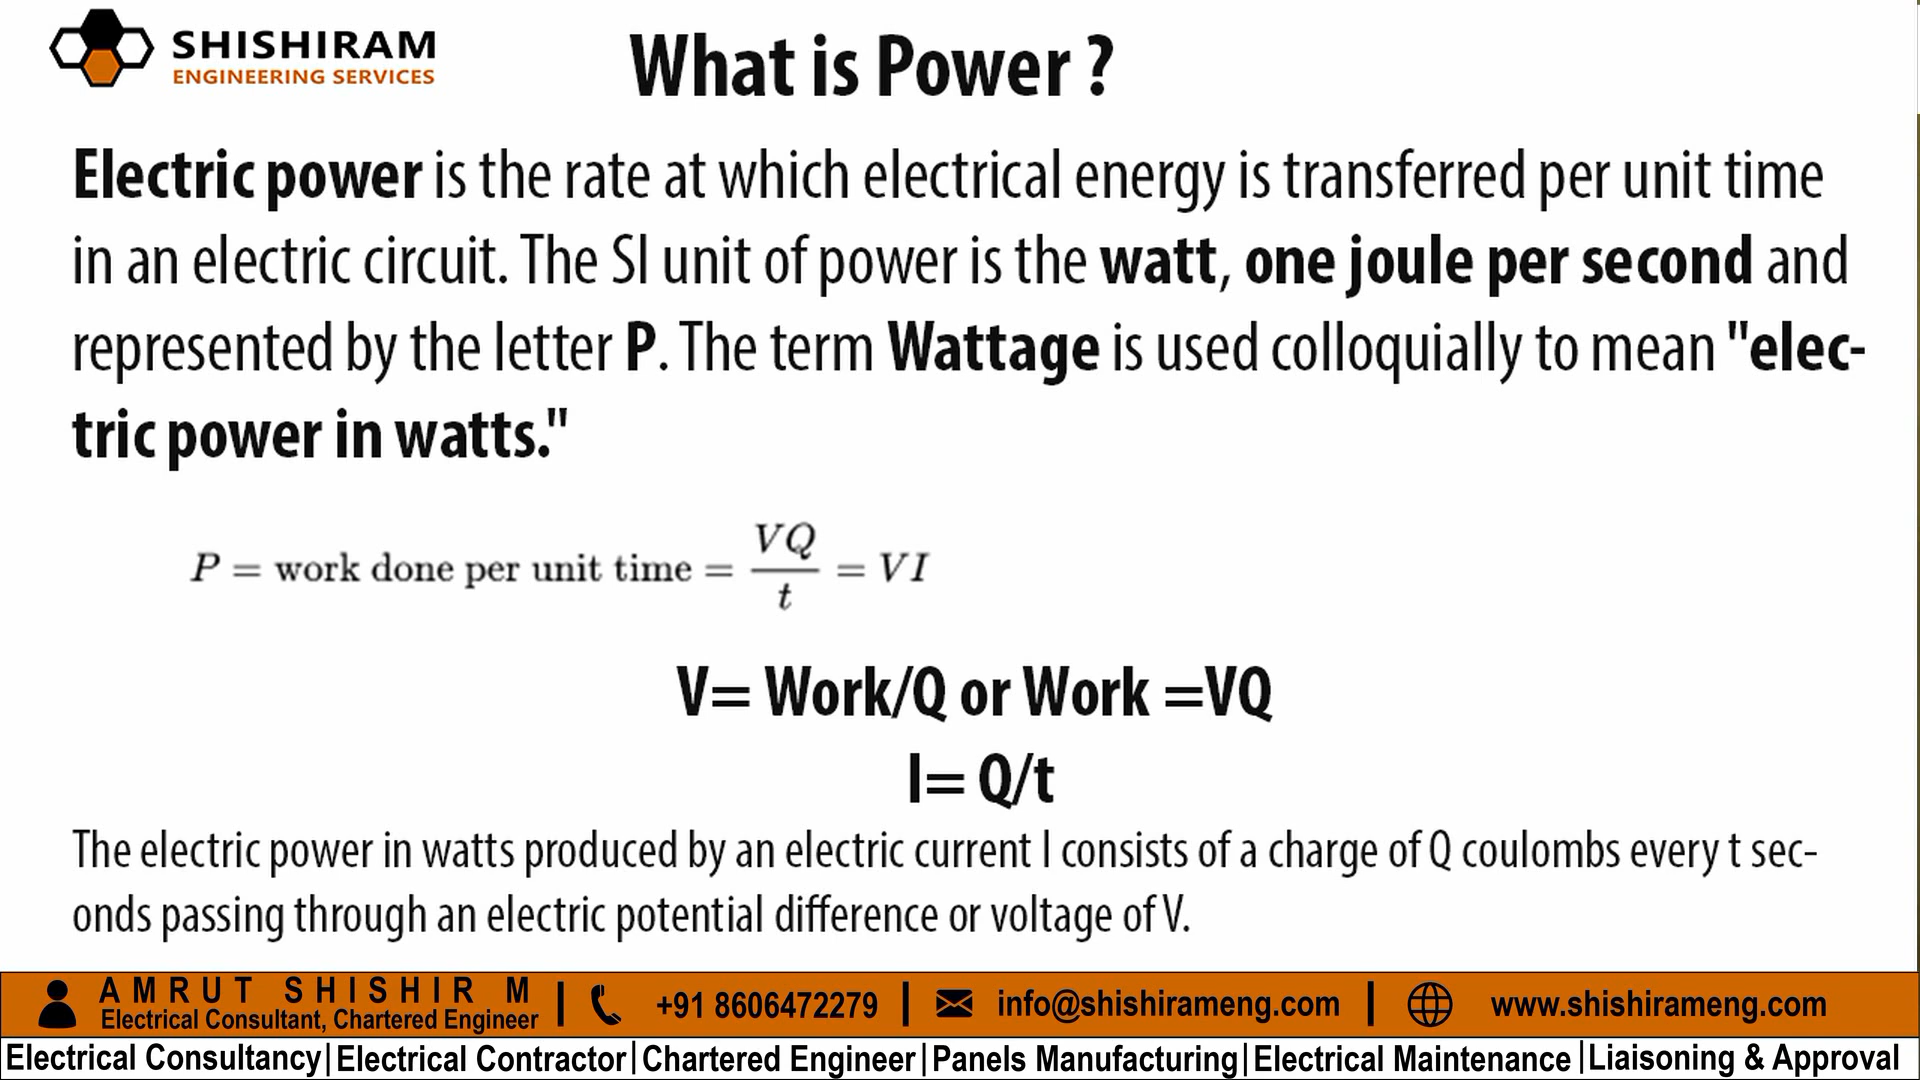 SHISHIRAM
ENGINEERING SERVICES
What is Power ?
Electric power is the rate at which electrical energy is transferred per unit time
in an electric circuit. The SI unit of power is the watt, one joule per second and
represented by the letter P. The term Wattage is used colloquially to mean "elec-
tric power in watts."
P = work done per unit time = VQ/t = VI
V= Work/Q or Work =VQ
I= Q/t
The electric power in watts produced by an electric current I consists of a charge of Q coulombs every t sec-
onds passing through an electric potential difference or voltage of V.
AMRUT SHISHIR M
Electrical Consultant, Chartered Engineer
+91 8606472279
info@shishirameng.com
www.shishirameng.com
Electrical Consultancy|Electrical Contractor|Chartered Engineer|Panels Manufacturing|Electrical Maintenance |Liaisoning & Approval